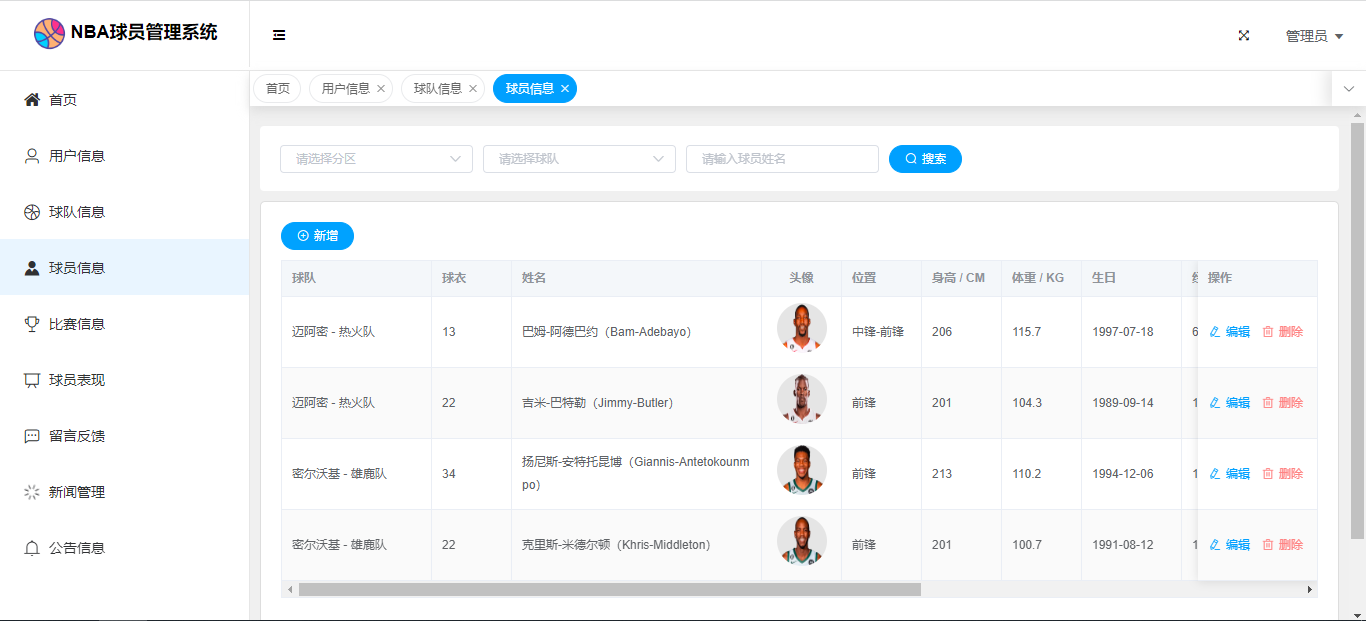 NBA球员管理系统
管理员
首页
用户信息
球队信息
球员信息
比赛信息
球员表现
留言反馈
新闻管理
公告信息
首页 用户信息 球队信息 球员信息
请选择分区 请选择球队 请输入球员姓名 搜索
新增
球队 球衣 姓名 头像 位置 身高 / CM 体重 / KG 生日 操作
迈阿密 - 热火队 13 巴姆-阿德巴约（Bam-Adebayo） 中锋-前锋 206 115.7 1997-07-18 6 编辑 删除
迈阿密 - 热火队 22 吉米-巴特勒（Jimmy-Butler） 前锋 201 104.3 1989-09-14 1 编辑 删除
密尔沃基 - 雄鹿队 34 扬尼斯-安特托昆博（Giannis-Antetokounm
po） 前锋 213 110.2 1994-12-06 1 编辑 删除
密尔沃基 - 雄鹿队 22 克里斯-米德尔顿（Khris-Middleton） 前锋 201 100.7 1991-08-12 1 编辑 删除